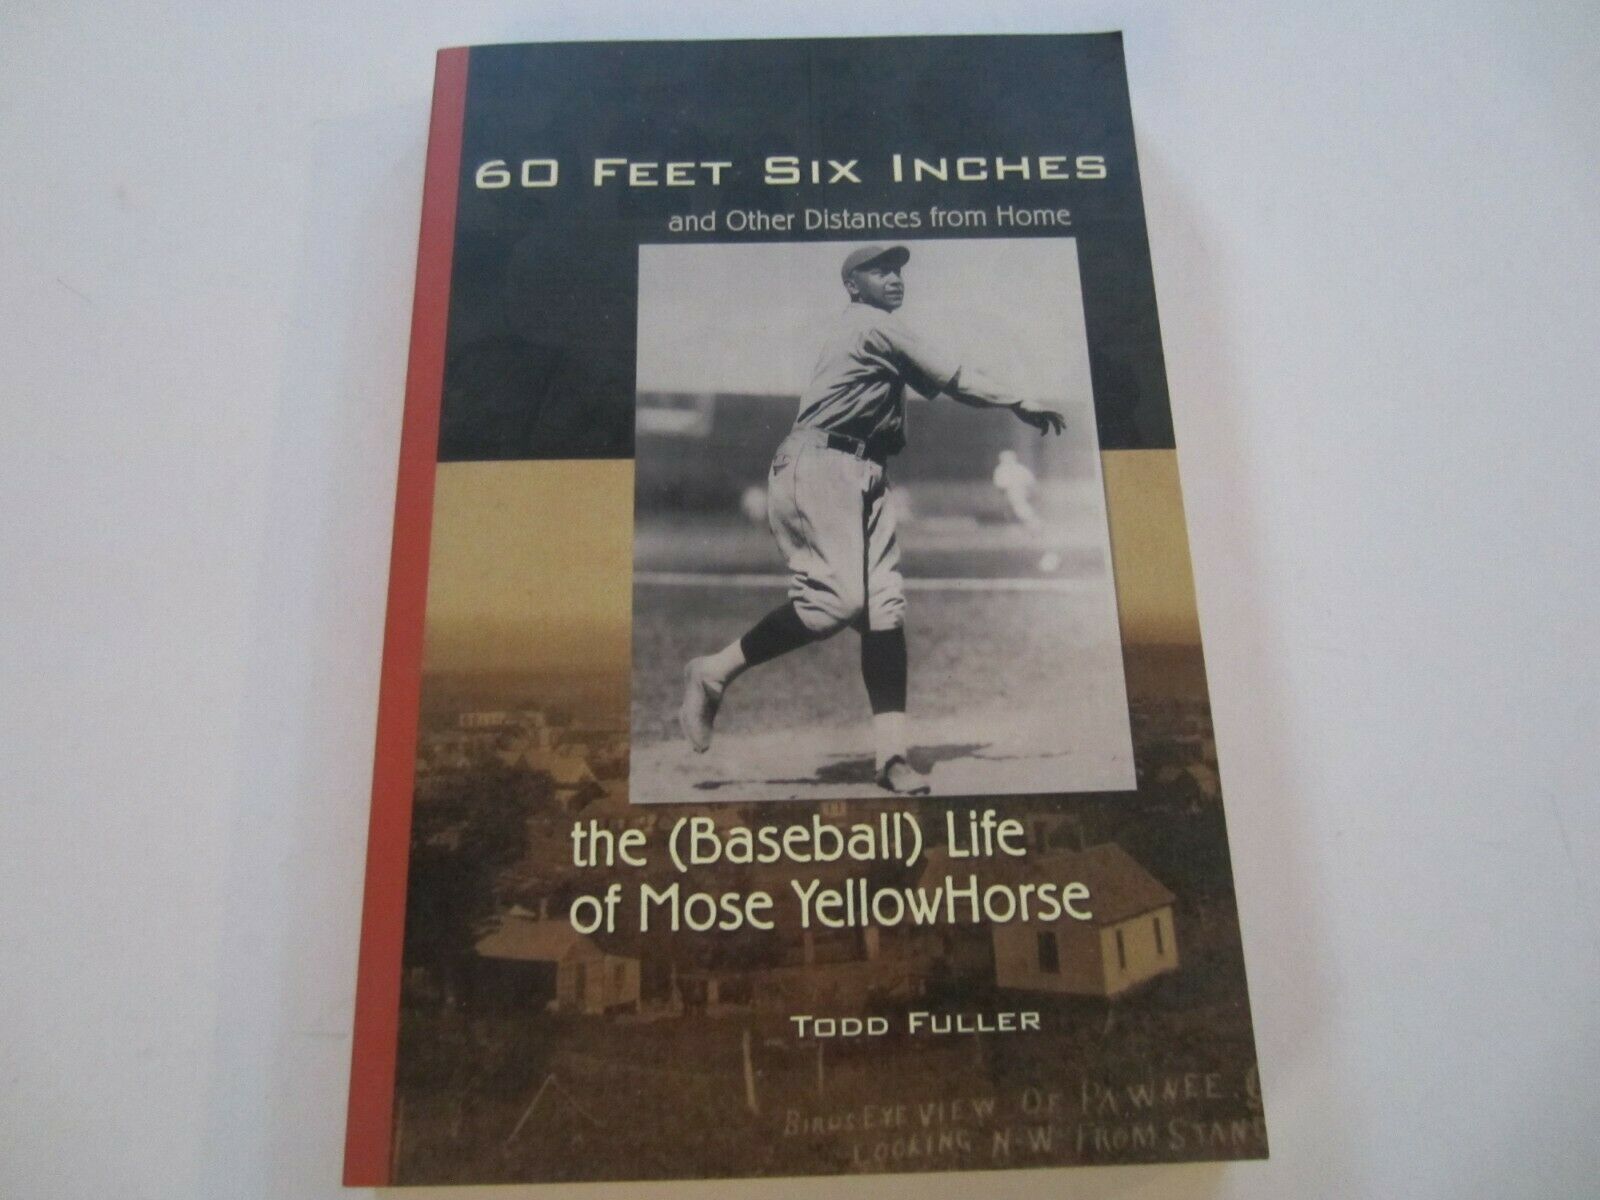 60 FEET SIX INCHES
and Other Distances from Home
the (Baseball) Life
of Mose YellowHorse
TODD FULLER
BIRDS EYE VIEW OF PAWNEE.
LOOKING N-W FROM STAN